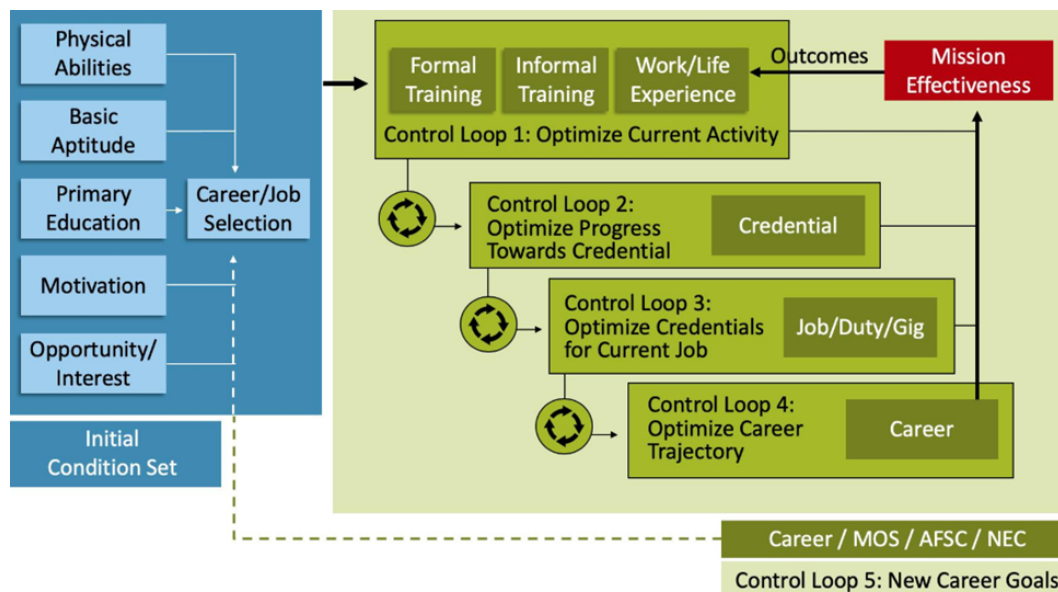 Physical
Abilities
Basic
Aptitude
Primary
Education
Motivation
Opportunity/
Interest
Career/Job
Selection
Initial
Condition Set
Formal
Training
Informal
Training
Work/Life
Experience
Control Loop 1: Optimize Current Activity
Outcomes
Mission
Effectiveness
Control Loop 2:
Optimize Progress
Towards Credential
Credential
Control Loop 3:
Optimize Credentials
for Current Job
Job/Duty/Gig
Control Loop 4:
Optimize Career
Trajectory
Career
Career / MOS / AFSC / NEC
Control Loop 5: New Career Goals